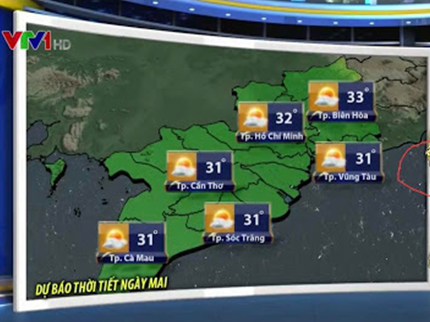 VTV1 HD
33°
Tp. Biên Hòa
32°
Tp. Hồ Chí Minh
31°
Tp. Cần Thơ
31°
Tp. Vũng Tàu
31°
Tp. Sóc Trăng
31°
Tp. Cà Mau
DỰ BÁO THỜI TIẾT NGÀY MAI